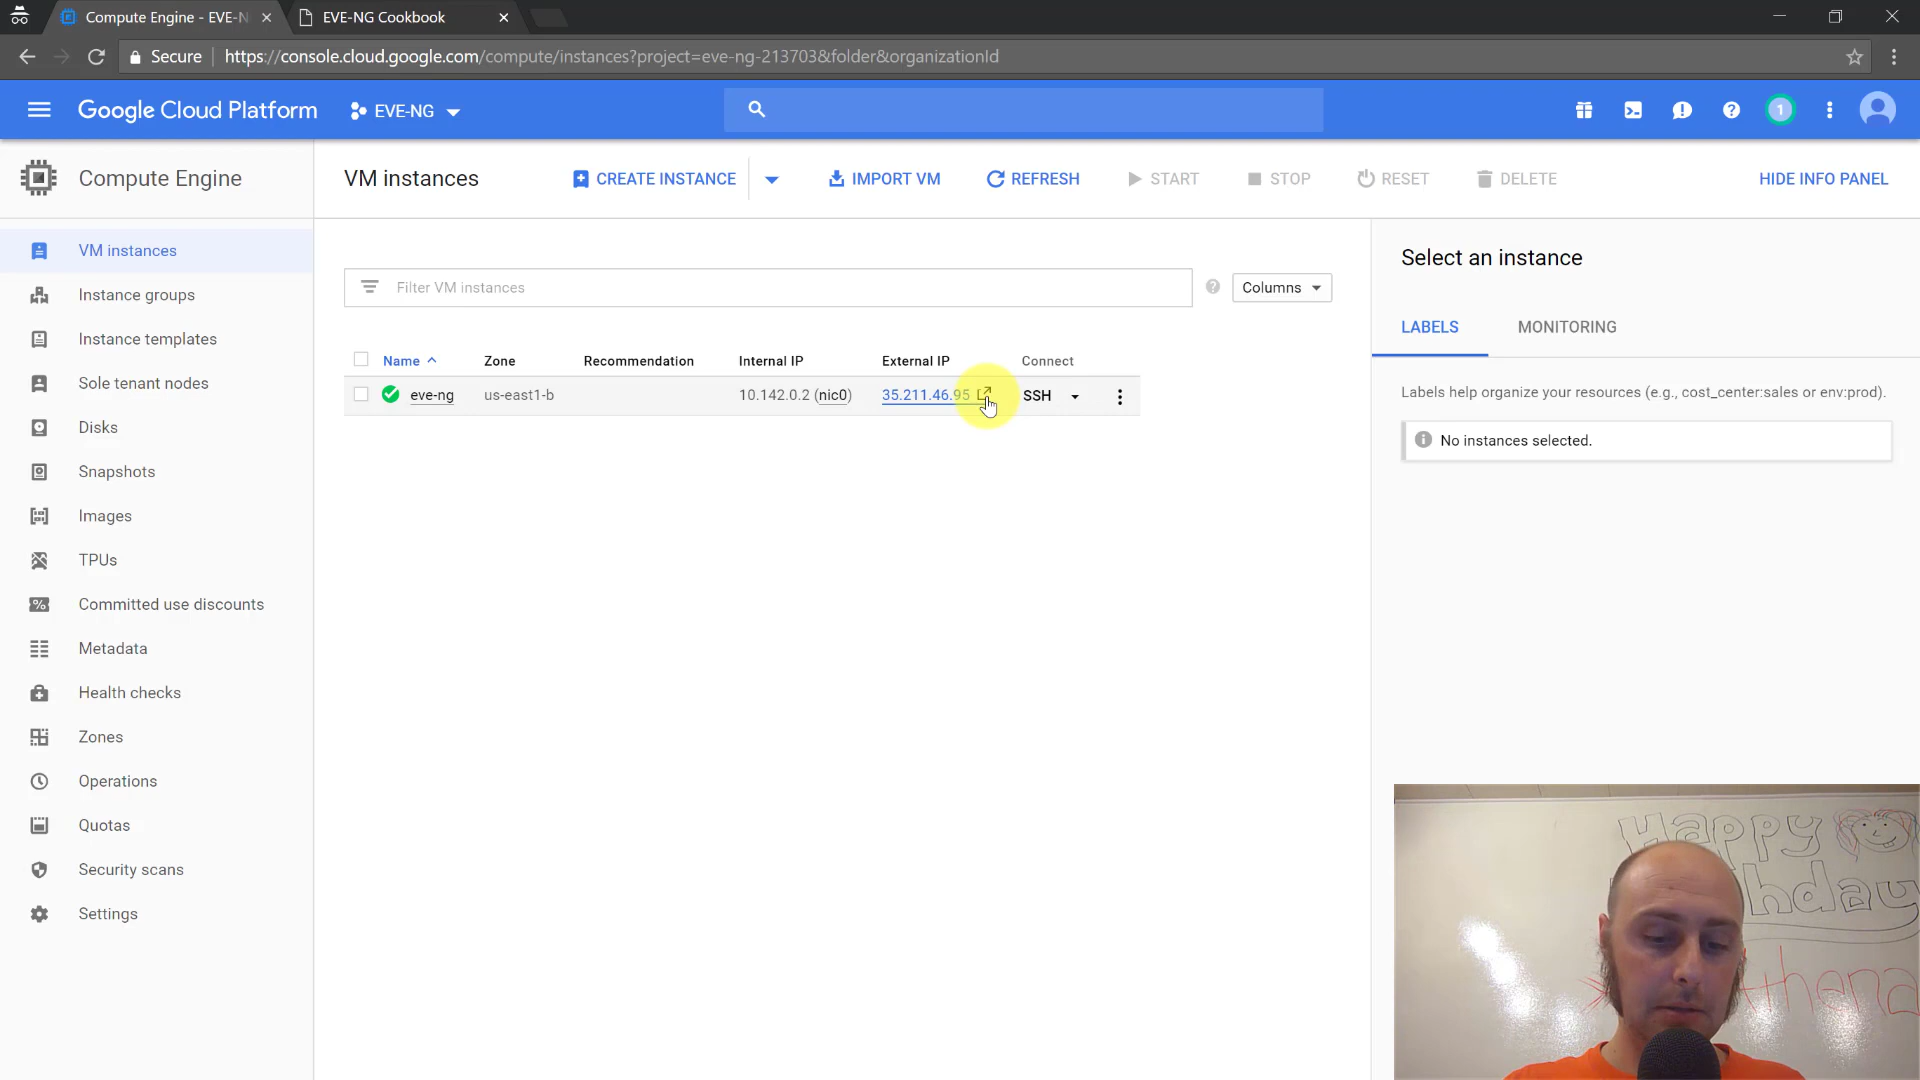 Compute Engine - EVE-N
EVE-NG Cookbook
Secure
https://console.cloud.google.com/compute/instances?project=eve-ng-213703&folder&organizationId
Google Cloud Platform
EVE-NG
1
Compute Engine
VM instances
CREATE INSTANCE
IMPORT VM
REFRESH
START
STOP
RESET
DELETE
HIDE INFO PANEL
VM instances
Instance groups
Instance templates
Sole tenant nodes
Disks
Snapshots
Images
TPUs
Committed use discounts
Metadata
Health checks
Zones
Operations
Quotas
Security scans
Settings
Filter VM instances
Columns
Name
Zone
Recommendation
Internal IP
External IP
Connect
eve-ng
us-east1-b
10.142.0.2 (nic0)
35.211.46.95
SSH
Select an instance
LABELS
MONITORING
Labels help organize your resources (e.g., cost_center:sales or env:prod).
No instances selected.
Happy